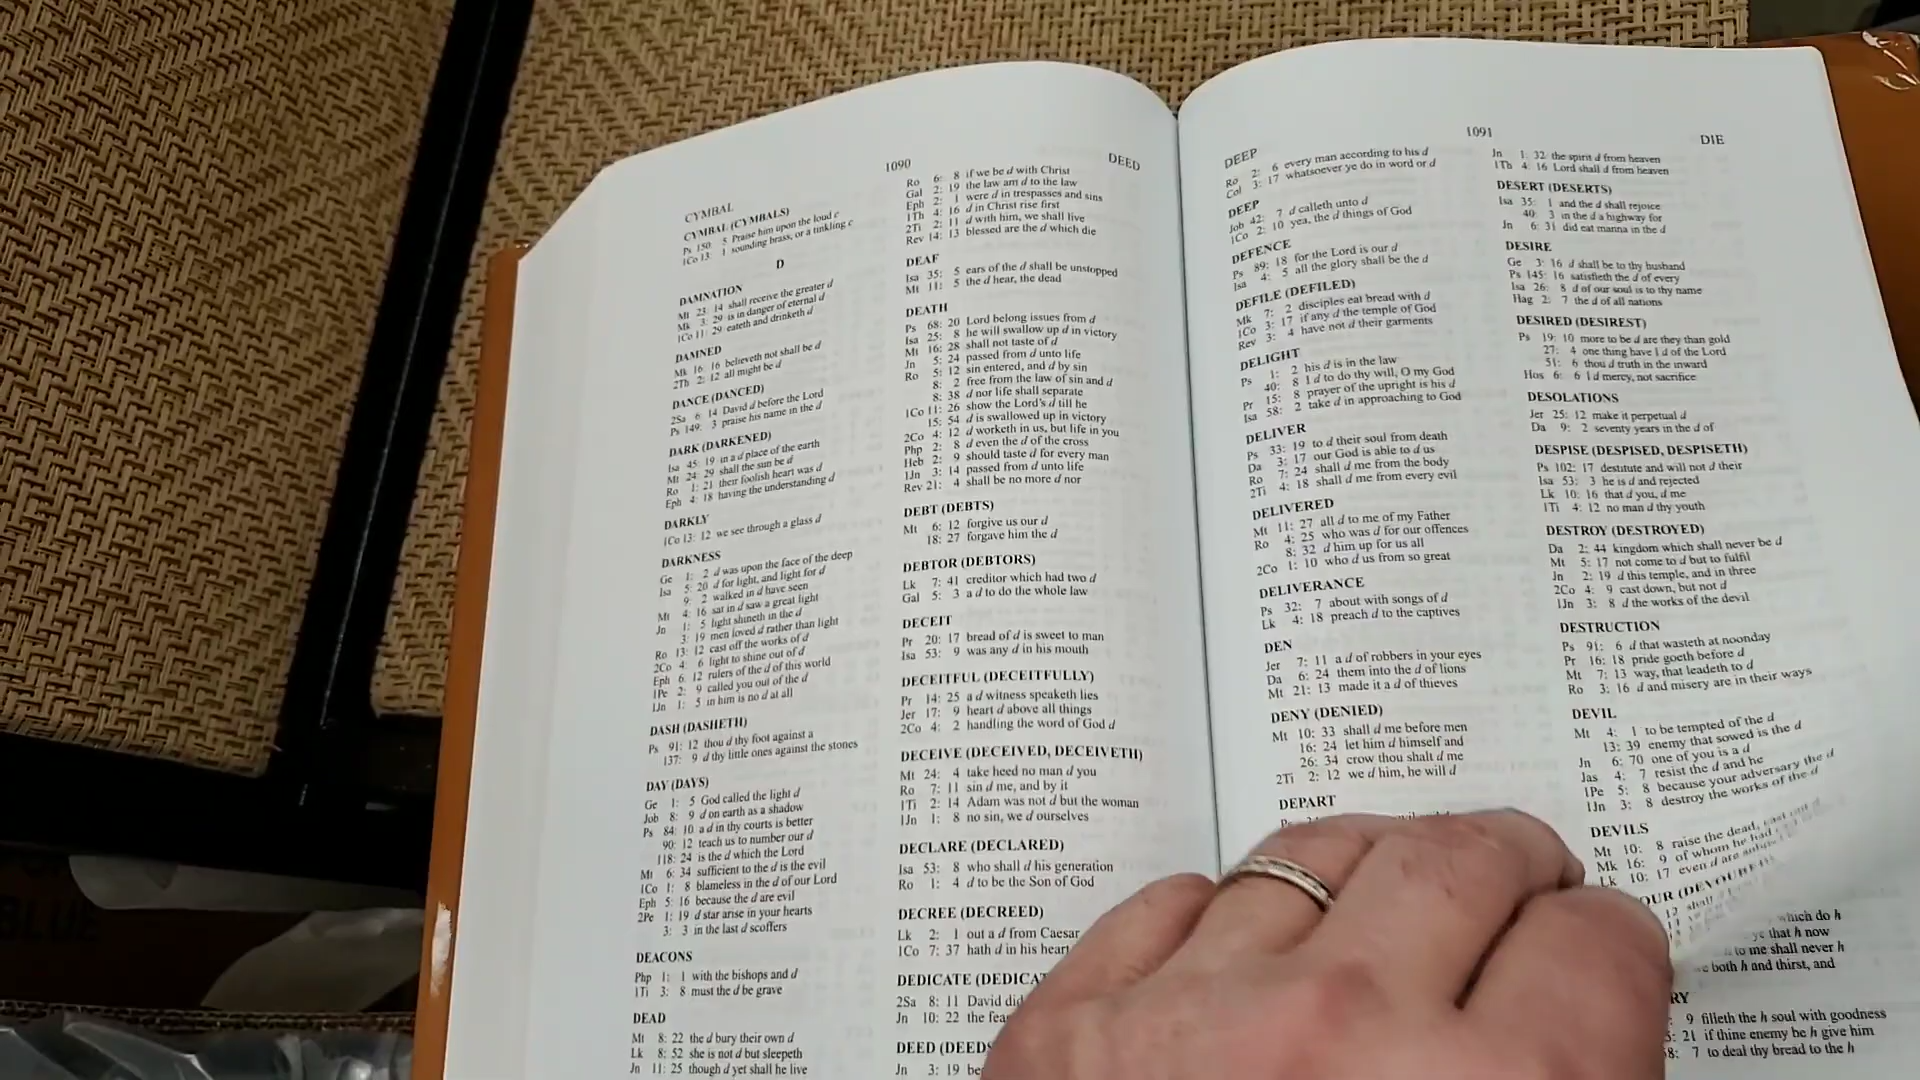 CYMBAL
1090
DEED
CYMBAL (CYMBALS)
Ps 150: 5 Praise him upon the loud c
1Co 13: 1 sounding brass, or a tinkling c
D
DAMNATION
Mt 23: 14 shall receive the greater d
Mk 3: 29 is in danger of eternal d
1Co 11: 29 eateth and drinketh d
DAMNED
Mk 16: 16 believeth not shall be d
2Th 2: 12 all might be d
DANCE (DANCED)
2Sa 6: 14 David d before the Lord
Ps 149: 3 praise his name in the d
DARK (DARKENED)
Isa 45: 19 in a d place of the earth
Mt 24: 29 shall the sun be d
Ro 1: 21 their foolish heart was d
Eph 4: 18 having the understanding d
DARKLY
1Co 13: 12 we see through a glass d
DARKNESS
Ge 1: 2 d was upon the face of the deep
Isa 5: 20 d for light, and light for d
9: 2 walked in d have seen
Mt 4: 16 sat in d saw a great light
Jn 1: 5 light shineth in the d
3: 19 men loved d rather than light
Ro 13: 12 cast off the works of d
2Co 4: 6 light to shine out of d
Eph 6: 12 rulers of the d of this world
1Pe 2: 9 called you out of the d
1Jn 1: 5 in him is no d at all
DASH (DASHETH)
Ps 91: 12 thou d thy foot against a
137: 9 d thy little ones against the stones
DAY (DAYS)
Ge 1: 5 God called the light d
Job 8: 9 d on earth as a shadow
Ps 84: 10 a d in thy courts is better
90: 12 teach us to number our d
118: 24 is the d which the Lord
Mt 6: 34 sufficient to the d is the evil
1Co 1: 8 blameless in the d of our Lord
Eph 5: 16 because the d are evil
2Pe 1: 19 d star arise in your hearts
3: 3 in the last d scoffers
DEACONS
Php 1: 1 with the bishops and d
1Ti 3: 8 must the d be grave
DEAD
Mt 8: 22 the d bury their own d
Lk 8: 52 she is not d but sleepeth
Jn 11: 25 though d yet shall he live
Ro 6: 8 if we be d with Christ
Gal 2: 19 the law am d to the law
Eph 2: 1 were d in trespasses and sins
1Th 4: 16 d in Christ rise first
2Ti 2: 11 d with him, we shall live
Rev 14: 13 blessed are the d which die
DEAF
Isa 35: 5 ears of the d shall be unstopped
Mt 11: 5 the d hear, the dead
DEATH
Ps 68: 20 Lord belong issues from d
Isa 25: 8 he will swallow up d in victory
Mt 16: 28 shall not taste of d
Jn 5: 24 passed from d unto life
Ro 5: 12 sin entered, and d by sin
8: 2 free from the law of sin and d
8: 38 d nor life shall separate
1Co 11: 26 show the Lord's d till he
15: 54 d is swallowed up in victory
2Co 4: 12 d worketh in us, but life in you
Php 2: 8 d even the d of the cross
Heb 2: 9 should taste d for every man
1Jn 3: 14 passed from d unto life
Rev 21: 4 shall be no more d nor
DEBT (DEBTS)
Mt 6: 12 forgive us our d
18: 27 forgave him the d
DEBTOR (DEBTORS)
Lk 7: 41 creditor which had two d
Gal 5: 3 a d to do the whole law
DECEIT
Pr 20: 17 bread of d is sweet to man
Isa 53: 9 was any d in his mouth
DECEITFUL (DECEITFULLY)
Pr 14: 25 a d witness speaketh lies
Jer 17: 9 heart d above all things
2Co 4: 2 handling the word of God d
DECEIVE (DECEIVED, DECEIVETH)
Mt 24: 4 take heed no man d you
Ro 7: 11 sin d me, and by it
1Ti 2: 14 Adam was not d but the woman
1Jn 1: 8 no sin, we d ourselves
DECLARE (DECLARED)
Isa 53: 8 who shall d his generation
Ro 1: 4 d to be the Son of God
DECREE (DECREED)
Lk 2: 1 out a d from Caesar
1Co 7: 37 hath d in his heart
DEDICATE (DEDICAT
2Sa 8: 11 David did
Jn 10: 22 the fea
DEED (DEEDS
Jn 3: 19 be
DEEP
1091
DIE
Ro 2: 6 every man according to his d
Col 3: 17 whatsoever ye do in word or d
DEEP
Job 42: 7 d calleth unto d
1Co 2: 10 yea, the d things of God
DEFENCE
Ps 89: 18 for the Lord is our d
Isa 4: 5 all the glory shall be the d
DEFILE (DEFILED)
Mk 7: 2 disciples eat bread with d
1Co 3: 17 if any d the temple of God
Rev 3: 4 have not d their garments
DELIGHT
Ps 1: 2 his d is in the law
40: 8 I d to do thy will, O my God
Pr 15: 8 prayer of the upright is his d
Isa 58: 2 take d in approaching to God
DELIVER
Ps 33: 19 to d their soul from death
Da 3: 17 our God is able to d us
Ro 7: 24 shall d me from the body
2Ti 4: 18 shall d me from every evil
DELIVERED
Mt 11: 27 all d to me of my Father
Ro 4: 25 who was d for our offences
8: 32 d him up for us all
2Co 1: 10 who d us from so great
DELIVERANCE
Ps 32: 7 about with songs of d
Lk 4: 18 preach d to the captives
DEN
Jer 7: 11 a d of robbers in your eyes
Da 6: 24 them into the d of lions
Mt 21: 13 made it a d of thieves
DENY (DENIED)
Mt 10: 33 shall d me before men
16: 24 let him d himself and
26: 34 crow thou shalt d me
2Ti 2: 12 we d him, he will d
DEPART
Jn 1: 32 the spirit d from heaven
1Th 4: 16 Lord shall d from heaven
DESERT (DESERTS)
Isa 35: 1 and the d shall rejoice
40: 3 in the d a highway for
Jn 6: 31 did eat manna in the d
DESIRE
Ge 3: 16 d shall be to thy husband
Ps 145: 16 satisfieth the d of every
Isa 26: 8 d of our soul is to thy name
Hag 2: 7 the d of all nations
DESIRED (DESIREST)
Ps 19: 10 more to be d are they than gold
27: 4 one thing have I d of the Lord
51: 6 thou d truth in the inward
Hos 6: 6 I d mercy, not sacrifice
DESOLATIONS
Jer 25: 12 make it perpetual d
Da 9: 2 seventy years in the d of
DESPISE (DESPISED, DESPISETH)
Ps 102: 17 destitute and will not d their
Isa 53: 3 he is d and rejected
Lk 10: 16 that d you, d me
1Ti 4: 12 no man d thy youth
DESTROY (DESTROYED)
Da 2: 44 kingdom which shall never be d
Mt 5: 17 not come to d but to fulfil
Jn 2: 19 d this temple, and in three
2Co 4: 9 cast down, but not d
1Jn 3: 8 d the works of the devil
DESTRUCTION
Ps 91: 6 d that wasteth at noonday
Pr 16: 18 pride goeth before d
Mt 7: 13 way, that leadeth to d
Ro 3: 16 d and misery are in their ways
DEVIL
Mt 4: 1 to be tempted of the d
13: 39 enemy that sowed is the d
Jn 6: 70 one of you is a d
Jas 4: 7 resist the d and he
1Pe 5: 8 because your adversary the d
1Jn 3: 8 destroy the works of the d
DEVILS
Mt 10: 8 raise the dead, cast out d
Mk 16: 9 of whom he had
Lk 10: 17 even d are
OUR (DEVOURE
12 shall
which do h
ye that h now
to me shall never h
both h and thirst, and
RY
9 filleth the h soul with goodness
21 if thine enemy be h give him
7 to deal thy bread to the h
BLUE